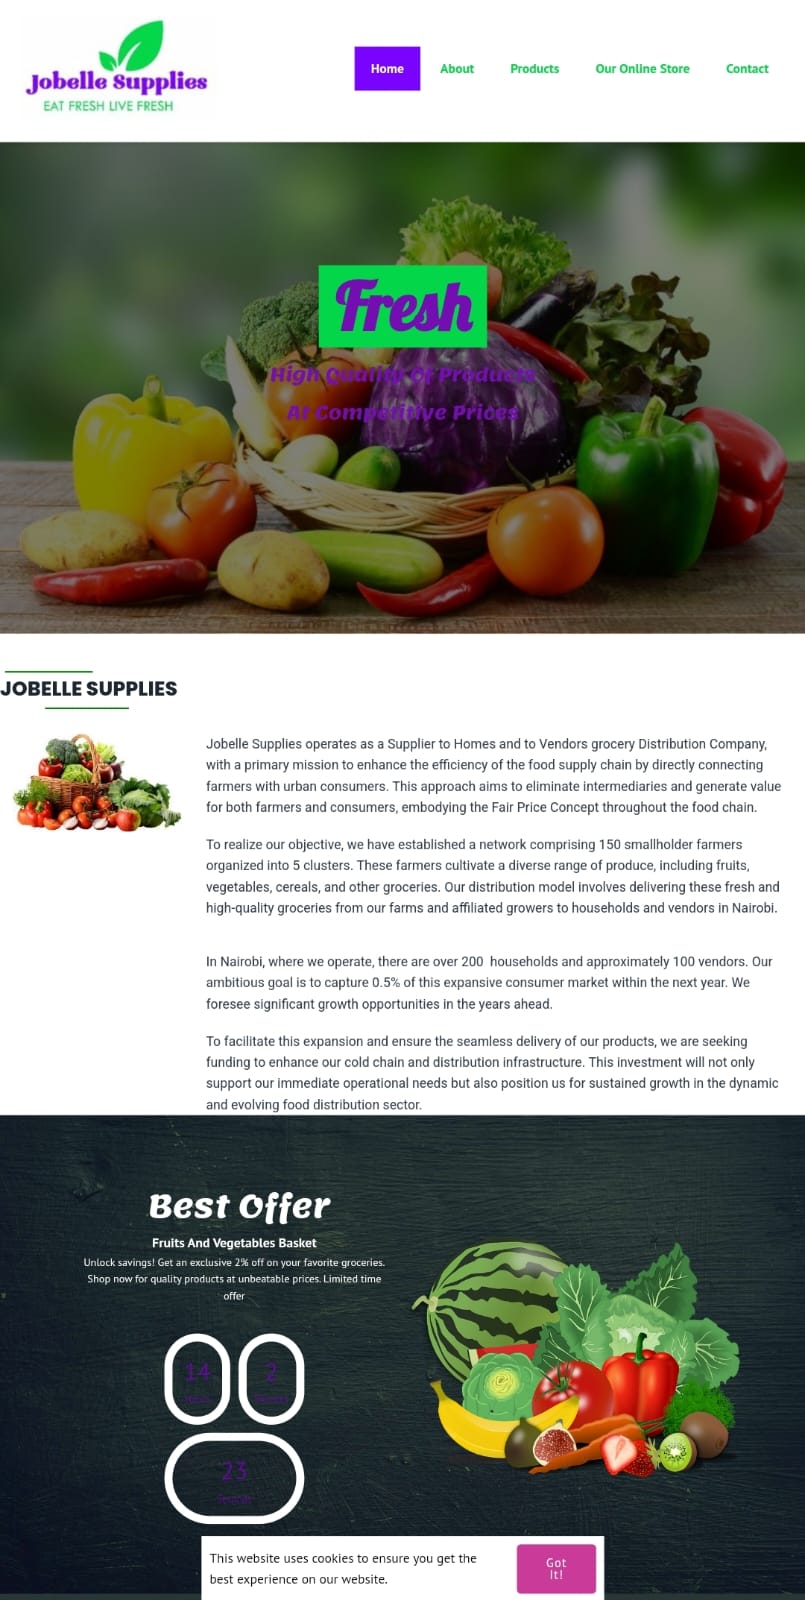 Jobelle Supplies
EAT FRESH LIVE FRESH
Home
About
Products
Our Online Store
Contact
Fresh
High Quality Of Products
At Competitive Prices
JOBELLE SUPPLIES
Jobelle Supplies operates as a Supplier to Homes and to Vendors grocery Distribution Company,
with a primary mission to enhance the efficiency of the food supply chain by directly connecting
farmers with urban consumers. This approach aims to eliminate intermediaries and generate value
for both farmers and consumers, embodying the Fair Price Concept throughout the food chain.
To realize our objective, we have established a network comprising 150 smallholder farmers
organized into 5 clusters. These farmers cultivate a diverse range of produce, including fruits,
vegetables, cereals, and other groceries. Our distribution model involves delivering these fresh and
high-quality groceries from our farms and affiliated growers to households and vendors in Nairobi.
In Nairobi, where we operate, there are over 200 households and approximately 100 vendors. Our
ambitious goal is to capture 0.5% of this expansive consumer market within the next year. We
foresee significant growth opportunities in the years ahead.
To facilitate this expansion and ensure the seamless delivery of our products, we are seeking
funding to enhance our cold chain and distribution infrastructure. This investment will not only
support our immediate operational needs but also position us for sustained growth in the dynamic
and evolving food distribution sector.
Best Offer
Fruits And Vegetables Basket
Unlock savings! Get an exclusive 2% off on your favorite groceries.
Shop now for quality products at unbeatable prices. Limited time
offer
14
2
23
Seconds
This website uses cookies to ensure you get the
best experience on our website.
Got
It!